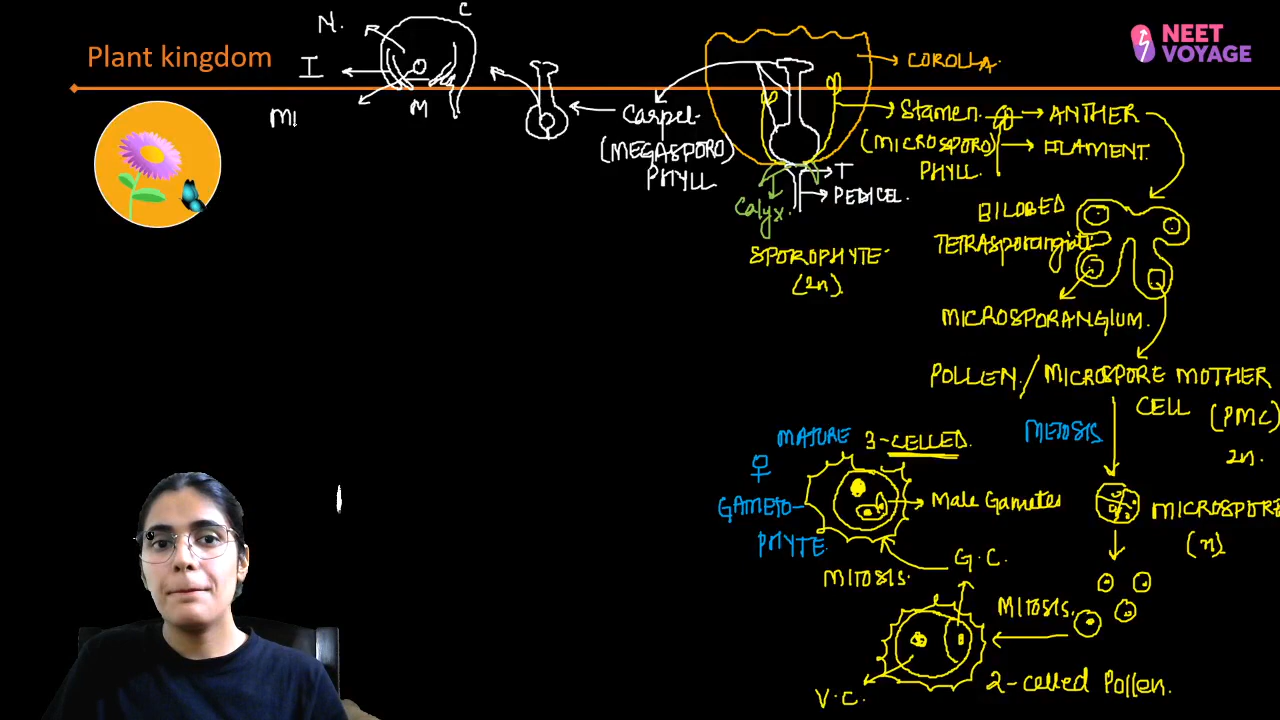 Plant kingdom
NEET
VOYAGE
N.
C
I
M
MI
Carpel
(MEGASPORO)
PHYLL
COROLLA
Stamen
(MICROSPORO)
PHYLL
ANTHER
FILAMENT
T
PEDICEL
Calyx
SPOROPHYTE
(2n)
BILOBED
TETRASporangiate
MICROSPORANGIUM
POLLEN / MICROSPORE MOTHER
CELL (PMC)
2n
MEIOSIS
MICROSPORE
(n)
MITOSIS
2-celled Pollen
V.C.
G.C.
MITOSIS
MATURE 3-CELLED
♀
GAMETO-
PHYTE
Male Gametes